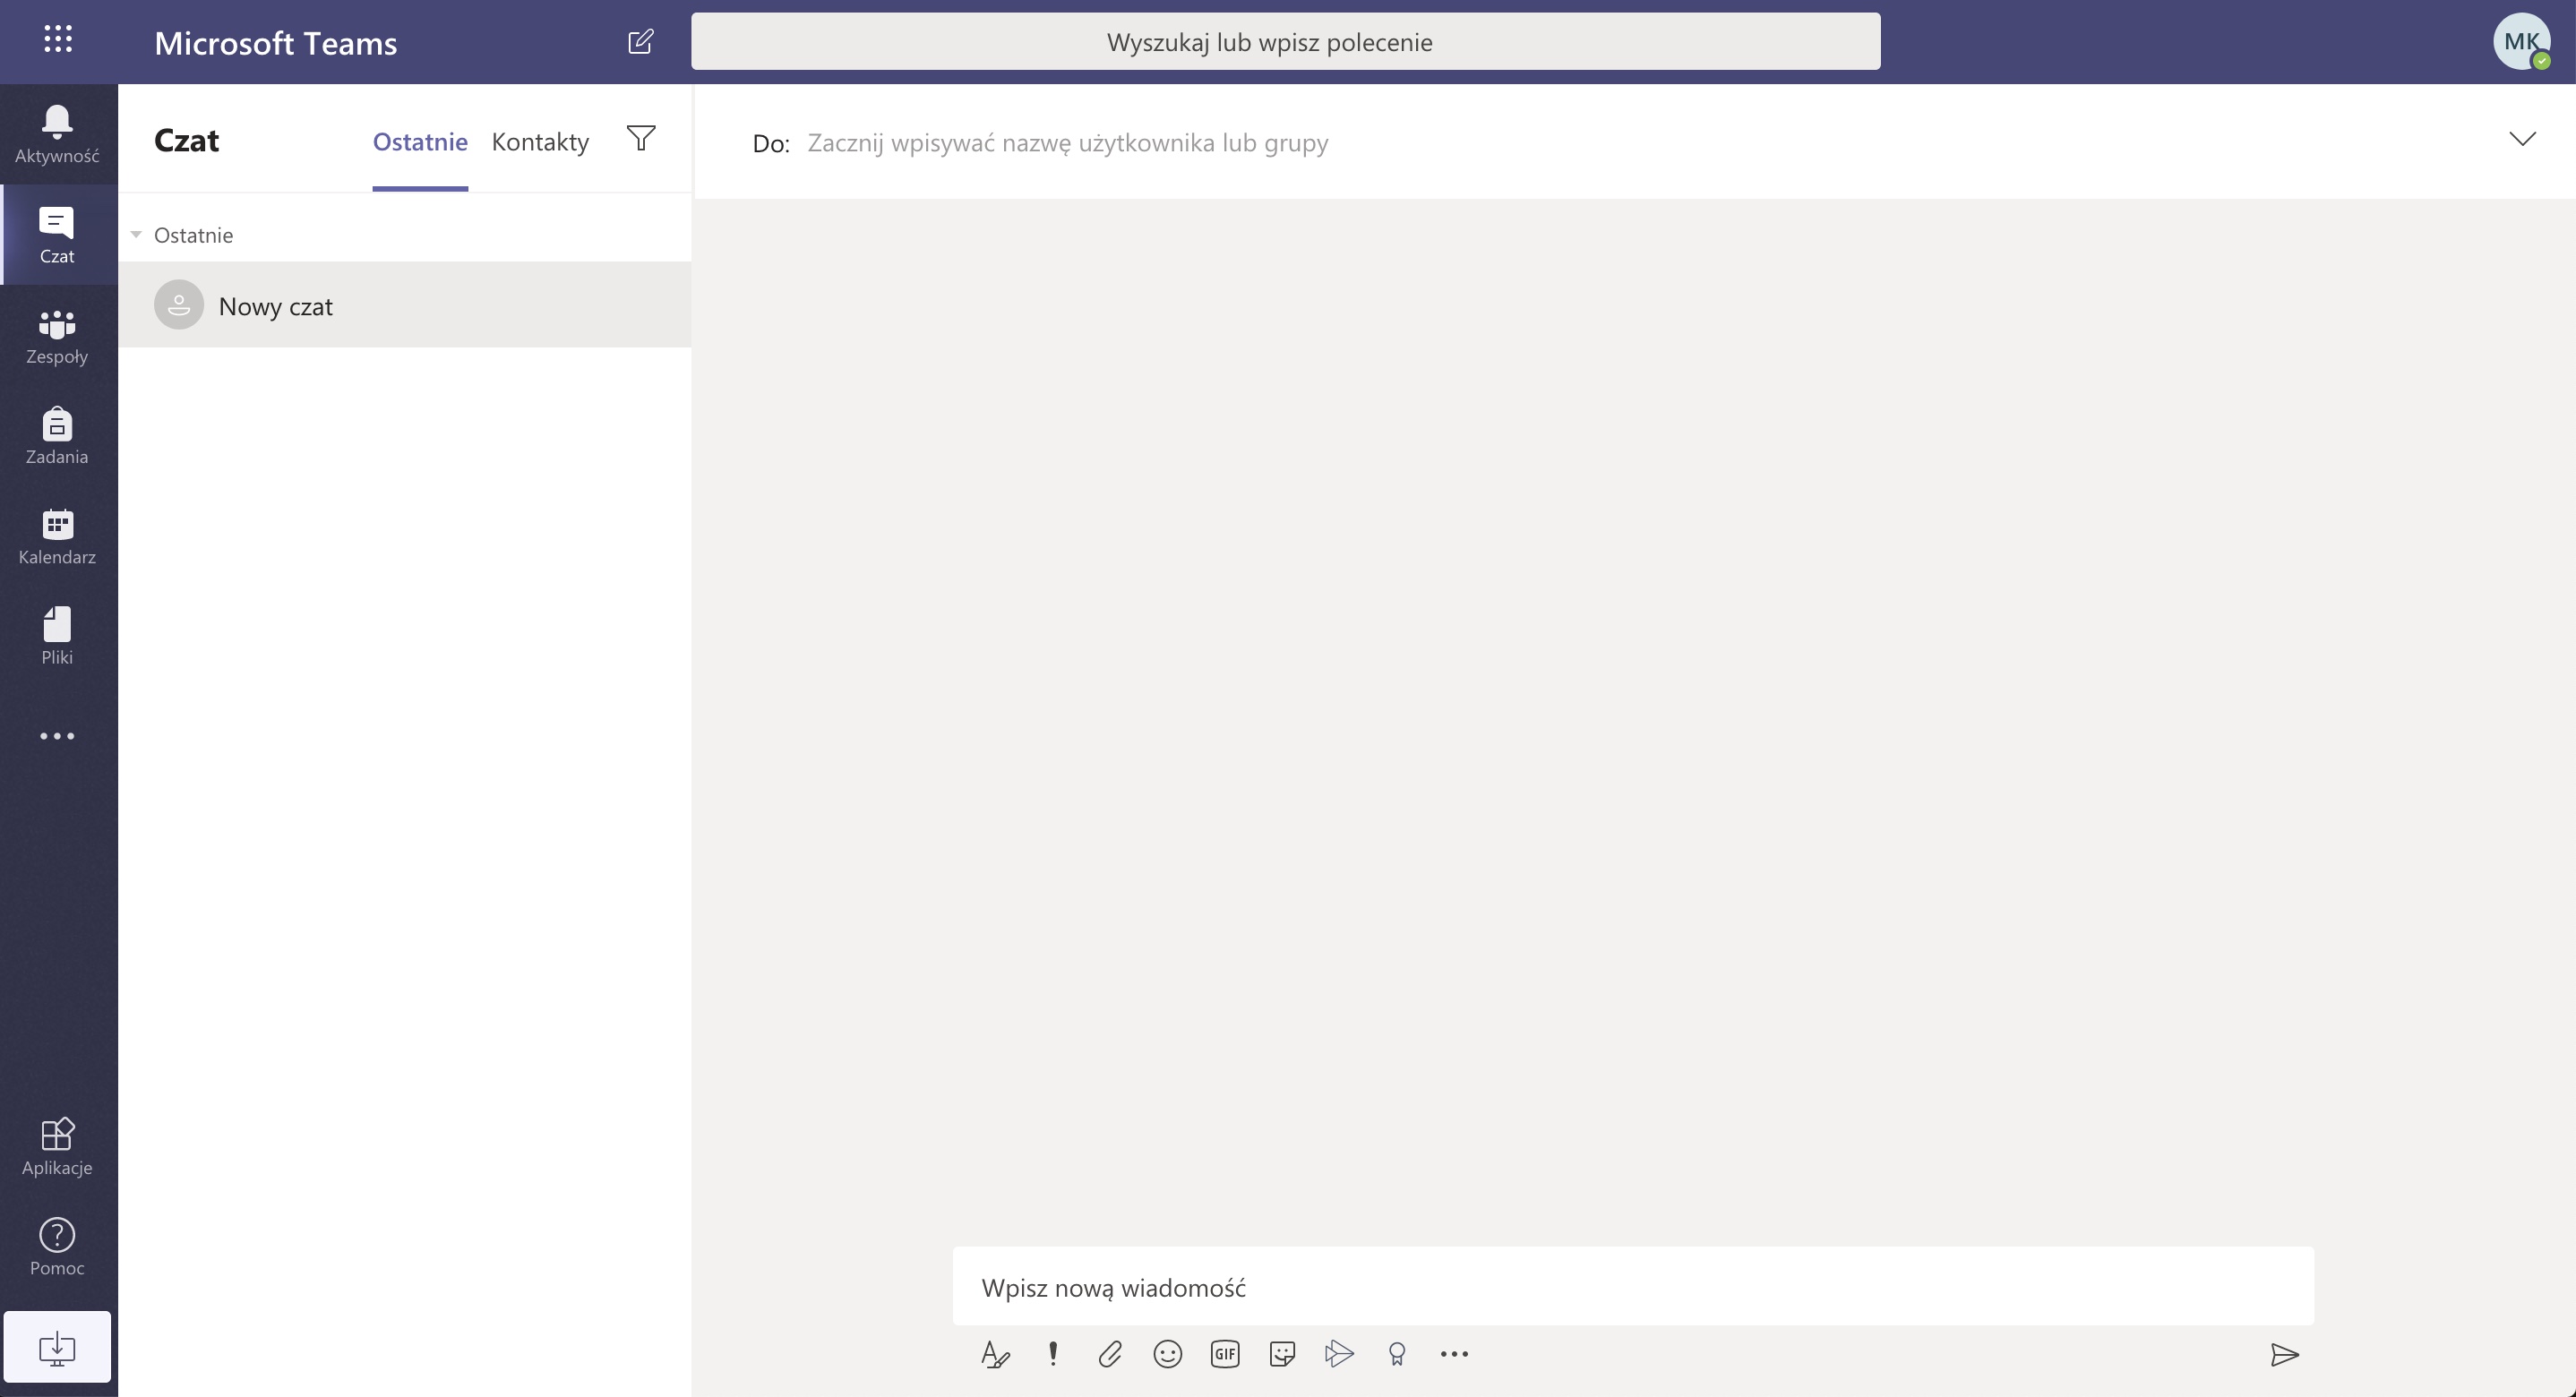 Microsoft Teams
Wyszukaj lub wpisz polecenie
MK
Aktywność
Czat
Zespoły
Zadania
Kalendarz
Pliki
Aplikacje
Pomoc
Czat
Ostatnie
Kontakty
Ostatnie
Nowy czat
Do: Zacznij wpisywać nazwę użytkownika lub grupy
Wpisz nową wiadomość
GIF